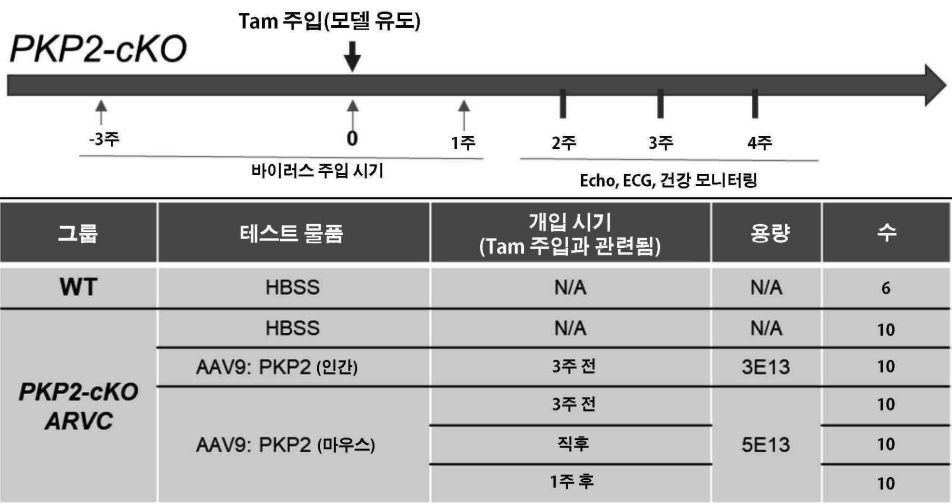 Tam 주입(모델 유도)
PKP2-cKO
-3주 0 1주 2주 3주 4주
바이러스 주입 시기
Echo, ECG, 건강 모니터링
그룹 테스트 물품 개입 시기 용량 수
(Tam 주입과 관련됨)
WT HBSS N/A N/A 6
HBSS N/A N/A 10
AAV9: PKP2 (인간) 3주 전 3E13 10
PKP2-cKO
ARVC
3주 전 10
AAV9: PKP2 (마우스) 직후 5E13 10
1주 후 10